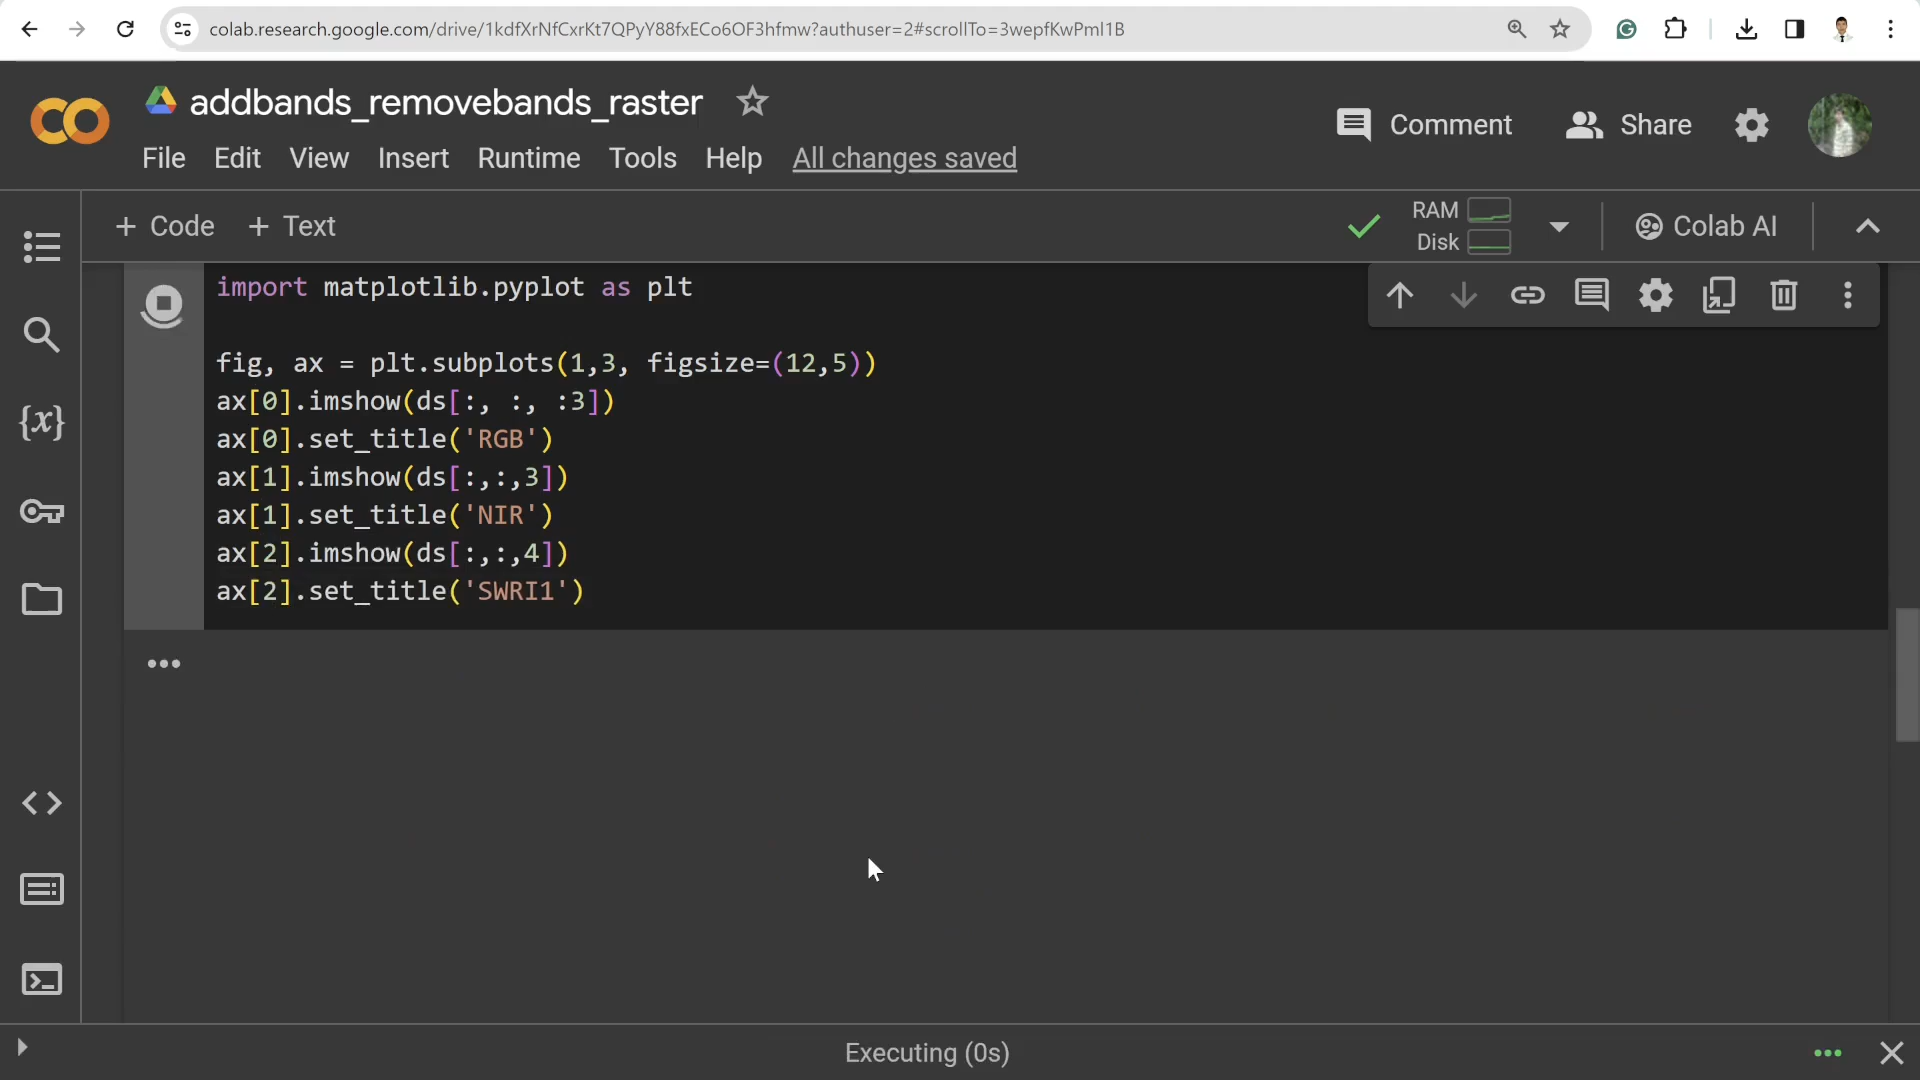 colab.research.google.com/drive/1kdfXrNfCxrKt7QPyY88fxECo6OF3hfmw?authuser=2#scrollTo=3wepfKwPml1B
addbands_removebands_raster
Comment
Share
File Edit View Insert Runtime Tools Help All changes saved
+ Code + Text
RAM
Disk
Colab AI
import matplotlib.pyplot as plt
fig, ax = plt.subplots(1,3, figsize=(12,5))
ax[0].imshow(ds[:, :, :3])
ax[0].set_title('RGB')
ax[1].imshow(ds[:,:,3])
ax[1].set_title('NIR')
ax[2].imshow(ds[:,:,4])
ax[2].set_title('SWRI1')
{x}
Executing (0s)